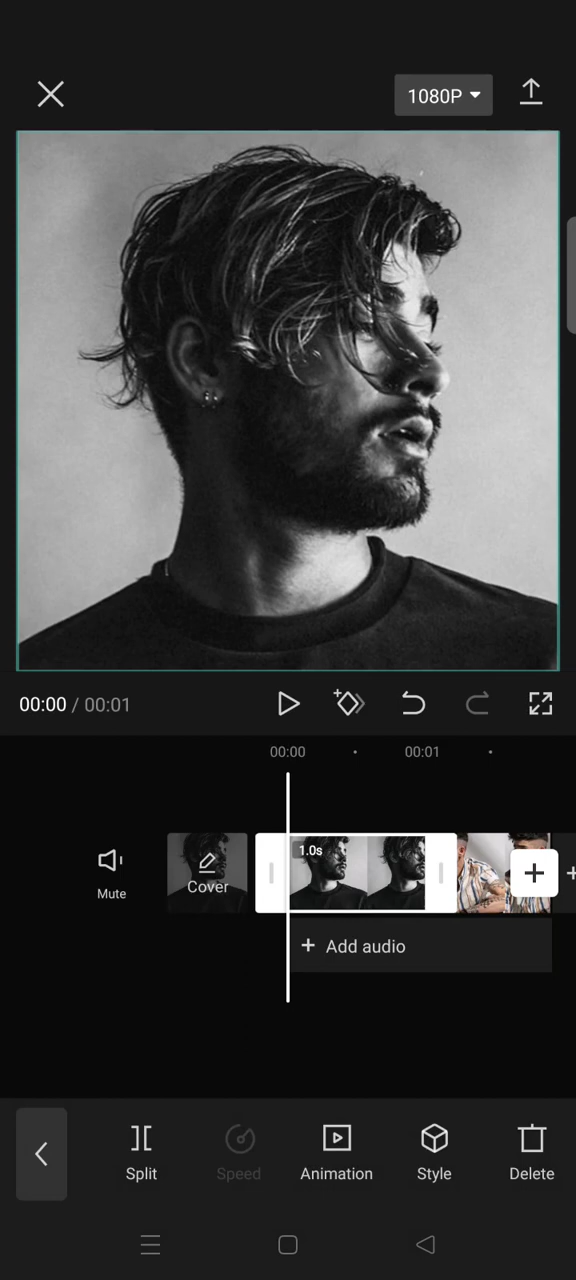 1080P
00:00 / 00:01
00:00
00:01
1.0s
Mute
Cover
+ Add audio
Split
Speed
Animation
Style
Delete